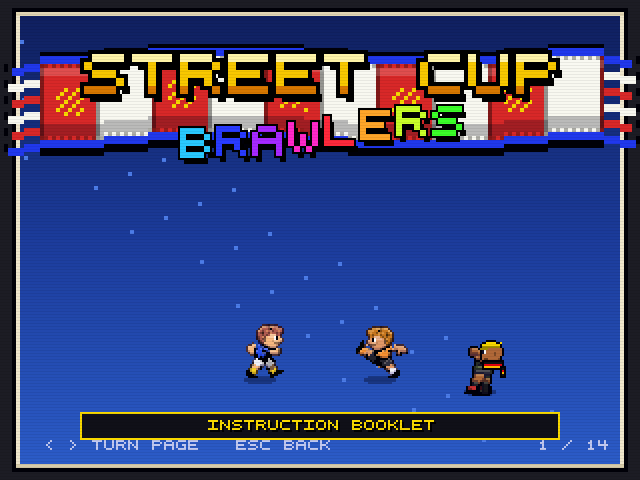 STREET CUP
BRAWLERS
INSTRUCTION BOOKLET
< > TURN PAGE ESC BACK 1 / 14